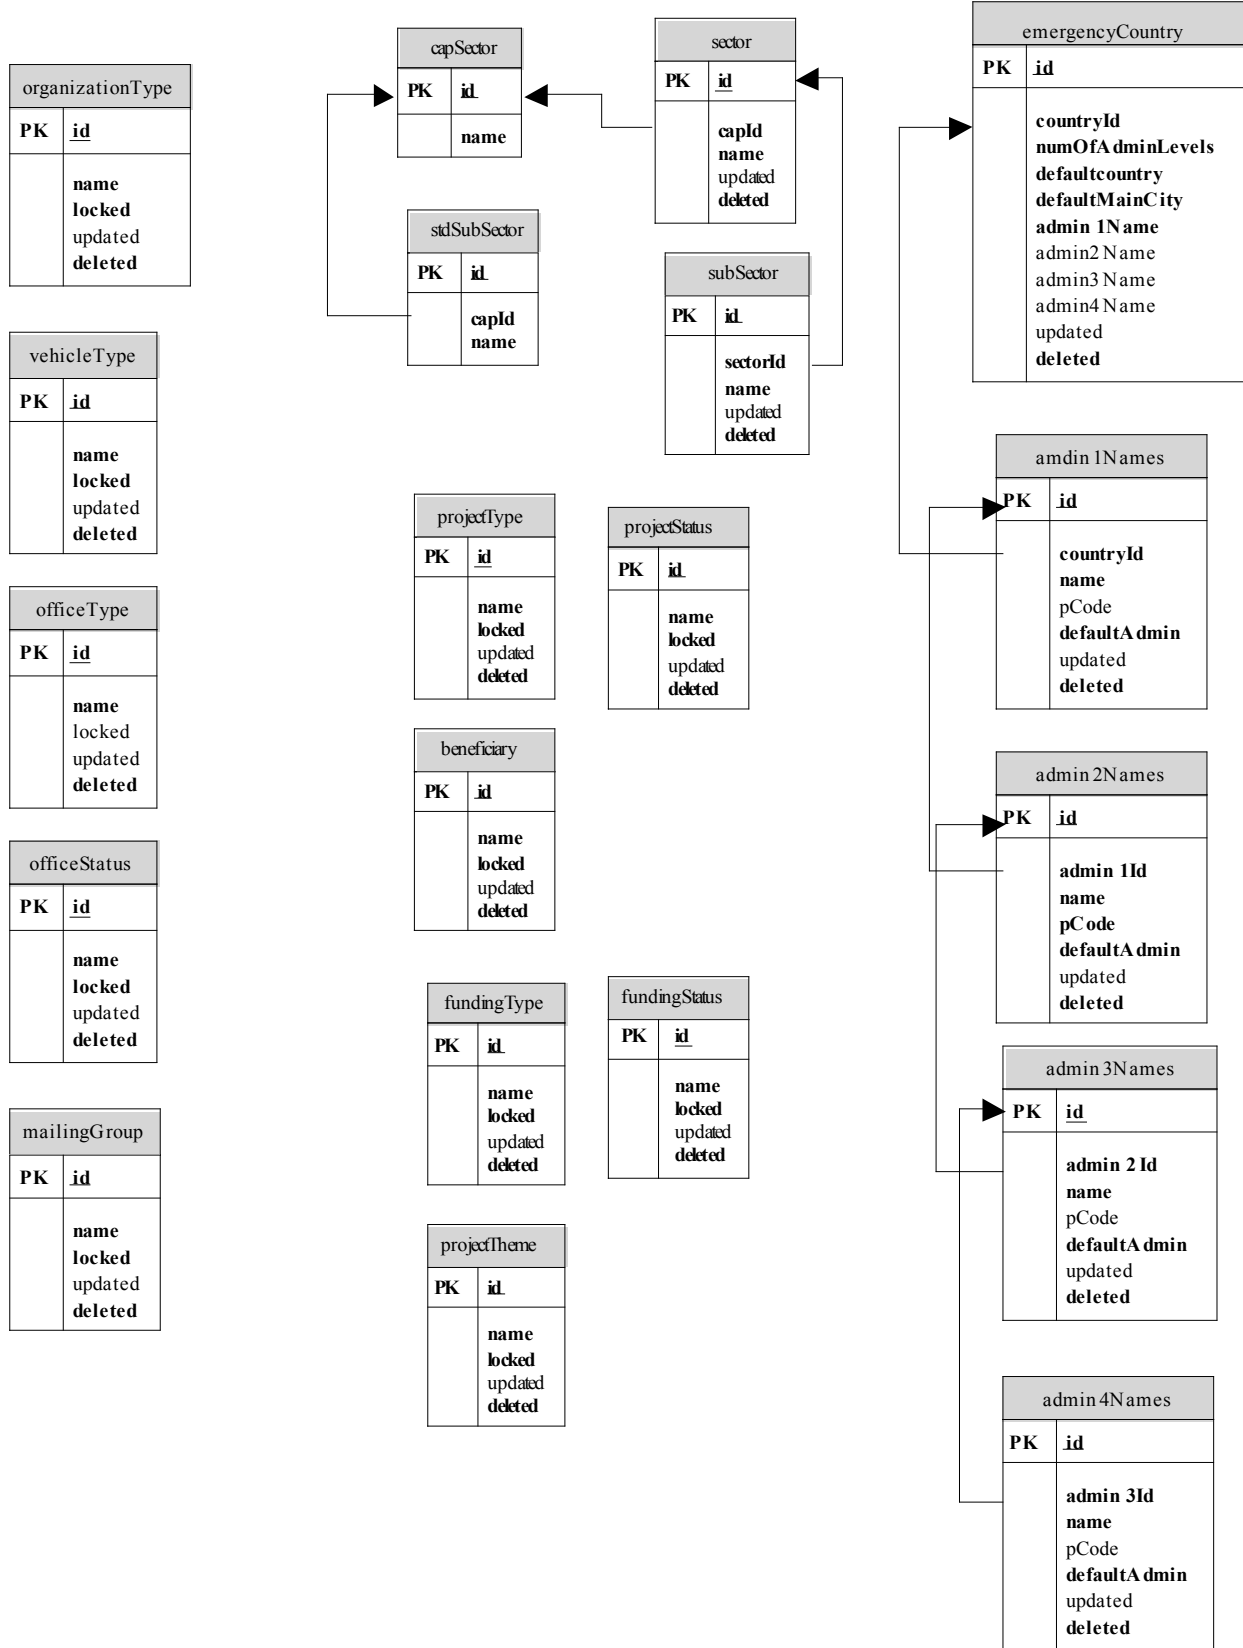 organizationType
PK id
name
locked
updated
deleted
vehicleType
PK id
name
locked
updated
deleted
officeType
PK id
name
locked
updated
deleted
officeStatus
PK id
name
locked
updated
deleted
mailingGroup
PK id
name
locked
updated
deleted
capSector
PK id
name
stdSubSector
PK id
capId
name
sector
PK id
capId
name
updated
deleted
subSector
PK id
sectorId
name
updated
deleted
projectType
PK id
name
locked
updated
deleted
projectStatus
PK id
name
locked
updated
deleted
beneficiary
PK id
name
locked
updated
deleted
fundingType
PK id
name
locked
updated
deleted
fundingStatus
PK id
name
locked
updated
deleted
projectTheme
PK id
name
locked
updated
deleted
emergencyCountry
PK id
countryId
numOfAdminLevels
defaultcountry
defaultMainCity
admin 1Name
admin2 Name
admin3 Name
admin4 Name
updated
deleted
amdin 1Names
PK id
countryId
name
pCode
defaultAdmin
updated
deleted
admin 2Names
PK id
admin 1Id
name
pCode
defaultAdmin
updated
deleted
admin 3Names
PK id
admin 2 Id
name
pCode
defaultAdmin
updated
deleted
admin 4Names
PK id
admin 3Id
name
pCode
defaultAdmin
updated
deleted